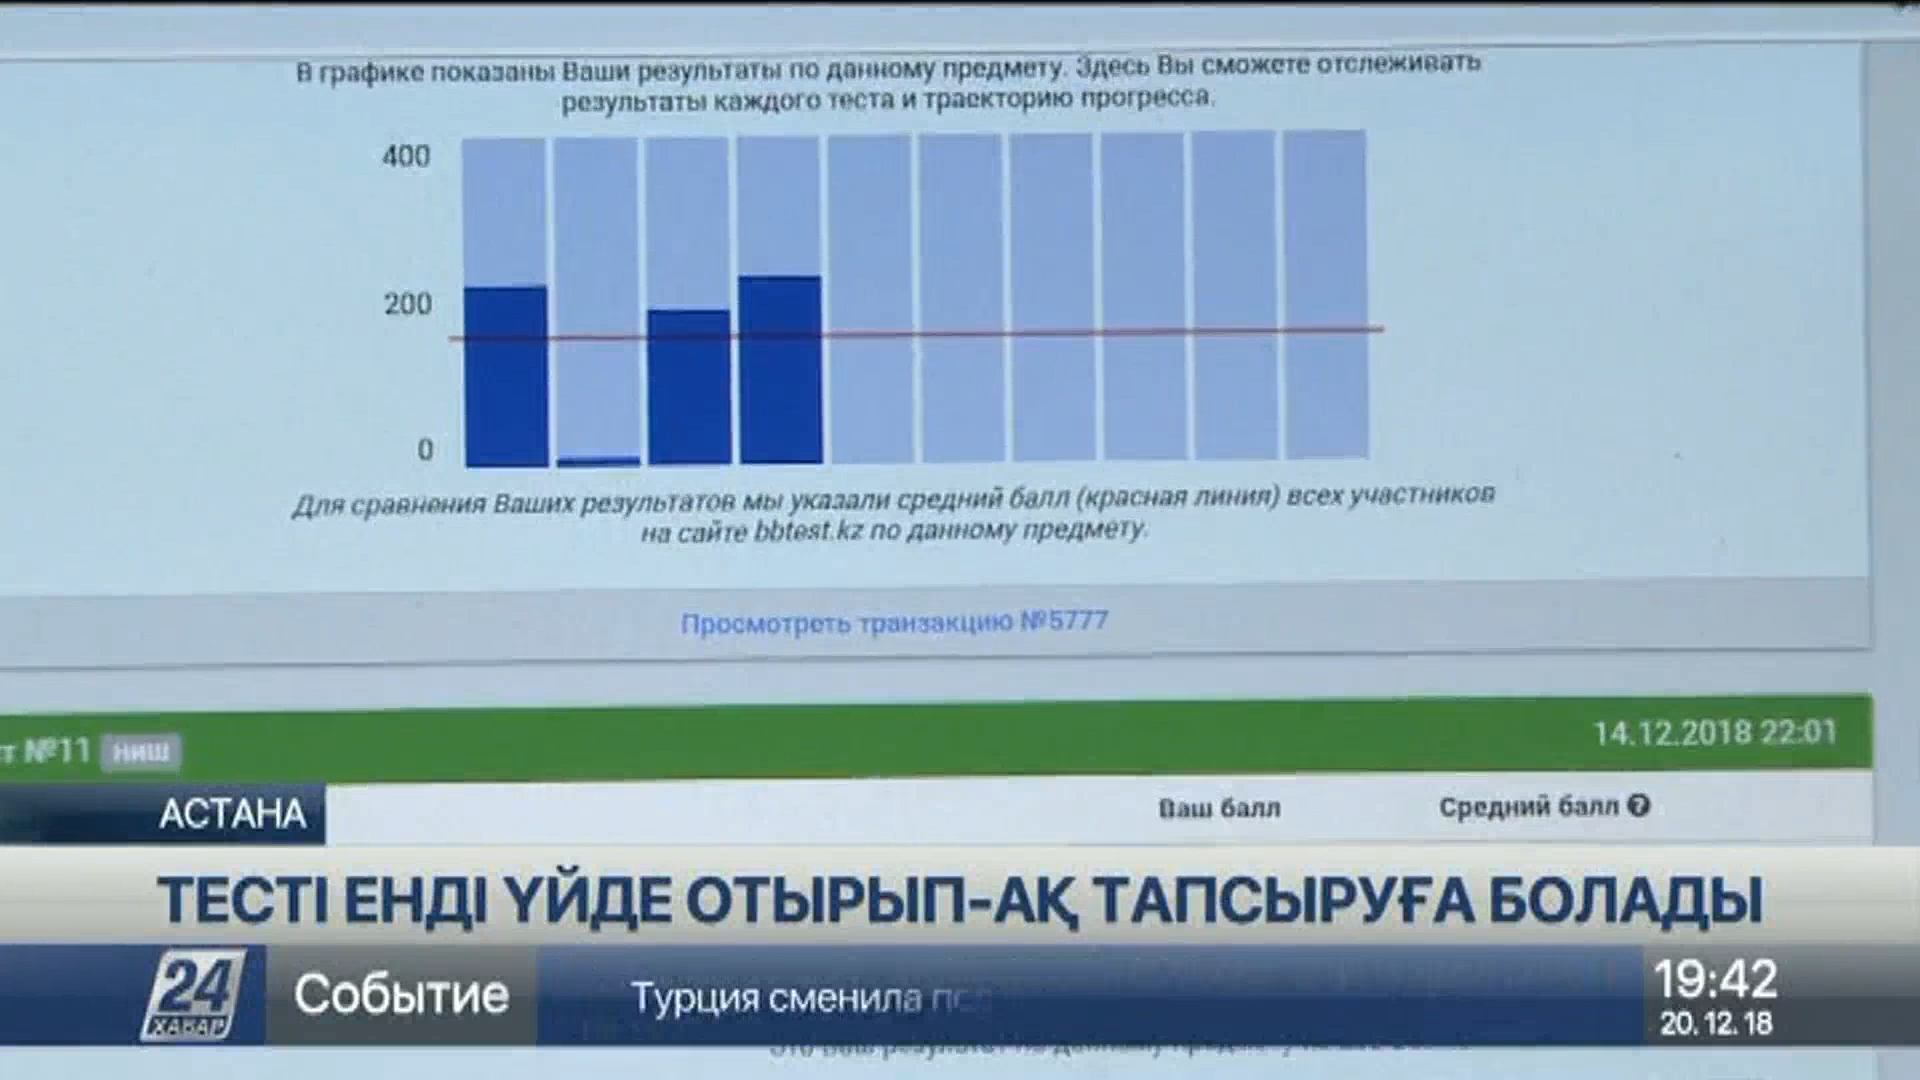 В графике показаны Ваши результаты по данному предмету. Здесь Вы сможете отслеживать
результаты каждого теста и траекторию прогресса.
400
200
0
Для сравнения Ваших результатов мы указали средний балл (красная линия) всех участников
на сайте bbtest.kz по данному предмету.
Просмотреть транзакцию №5777
№11 ниш
14.12.2018 22:01
АСТАНА
Ваш балл
Средний балл
ТЕСТІ ЕНДІ ҮЙДЕ ОТЫРЫП-АҚ ТАПСЫРУҒА БОЛАДЫ
24
ХАБАР
Событие
Турция сменила
19:42
20.12.18